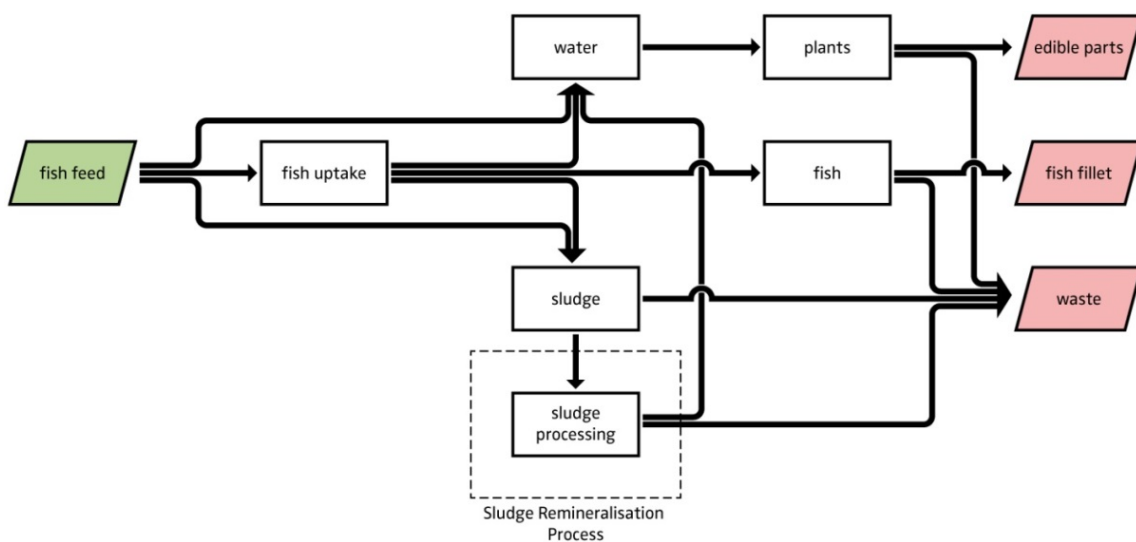 water
plants
edible parts
fish feed
fish uptake
fish
fish fillet
sludge
waste
sludge
processing
Sludge Remineralisation
Process